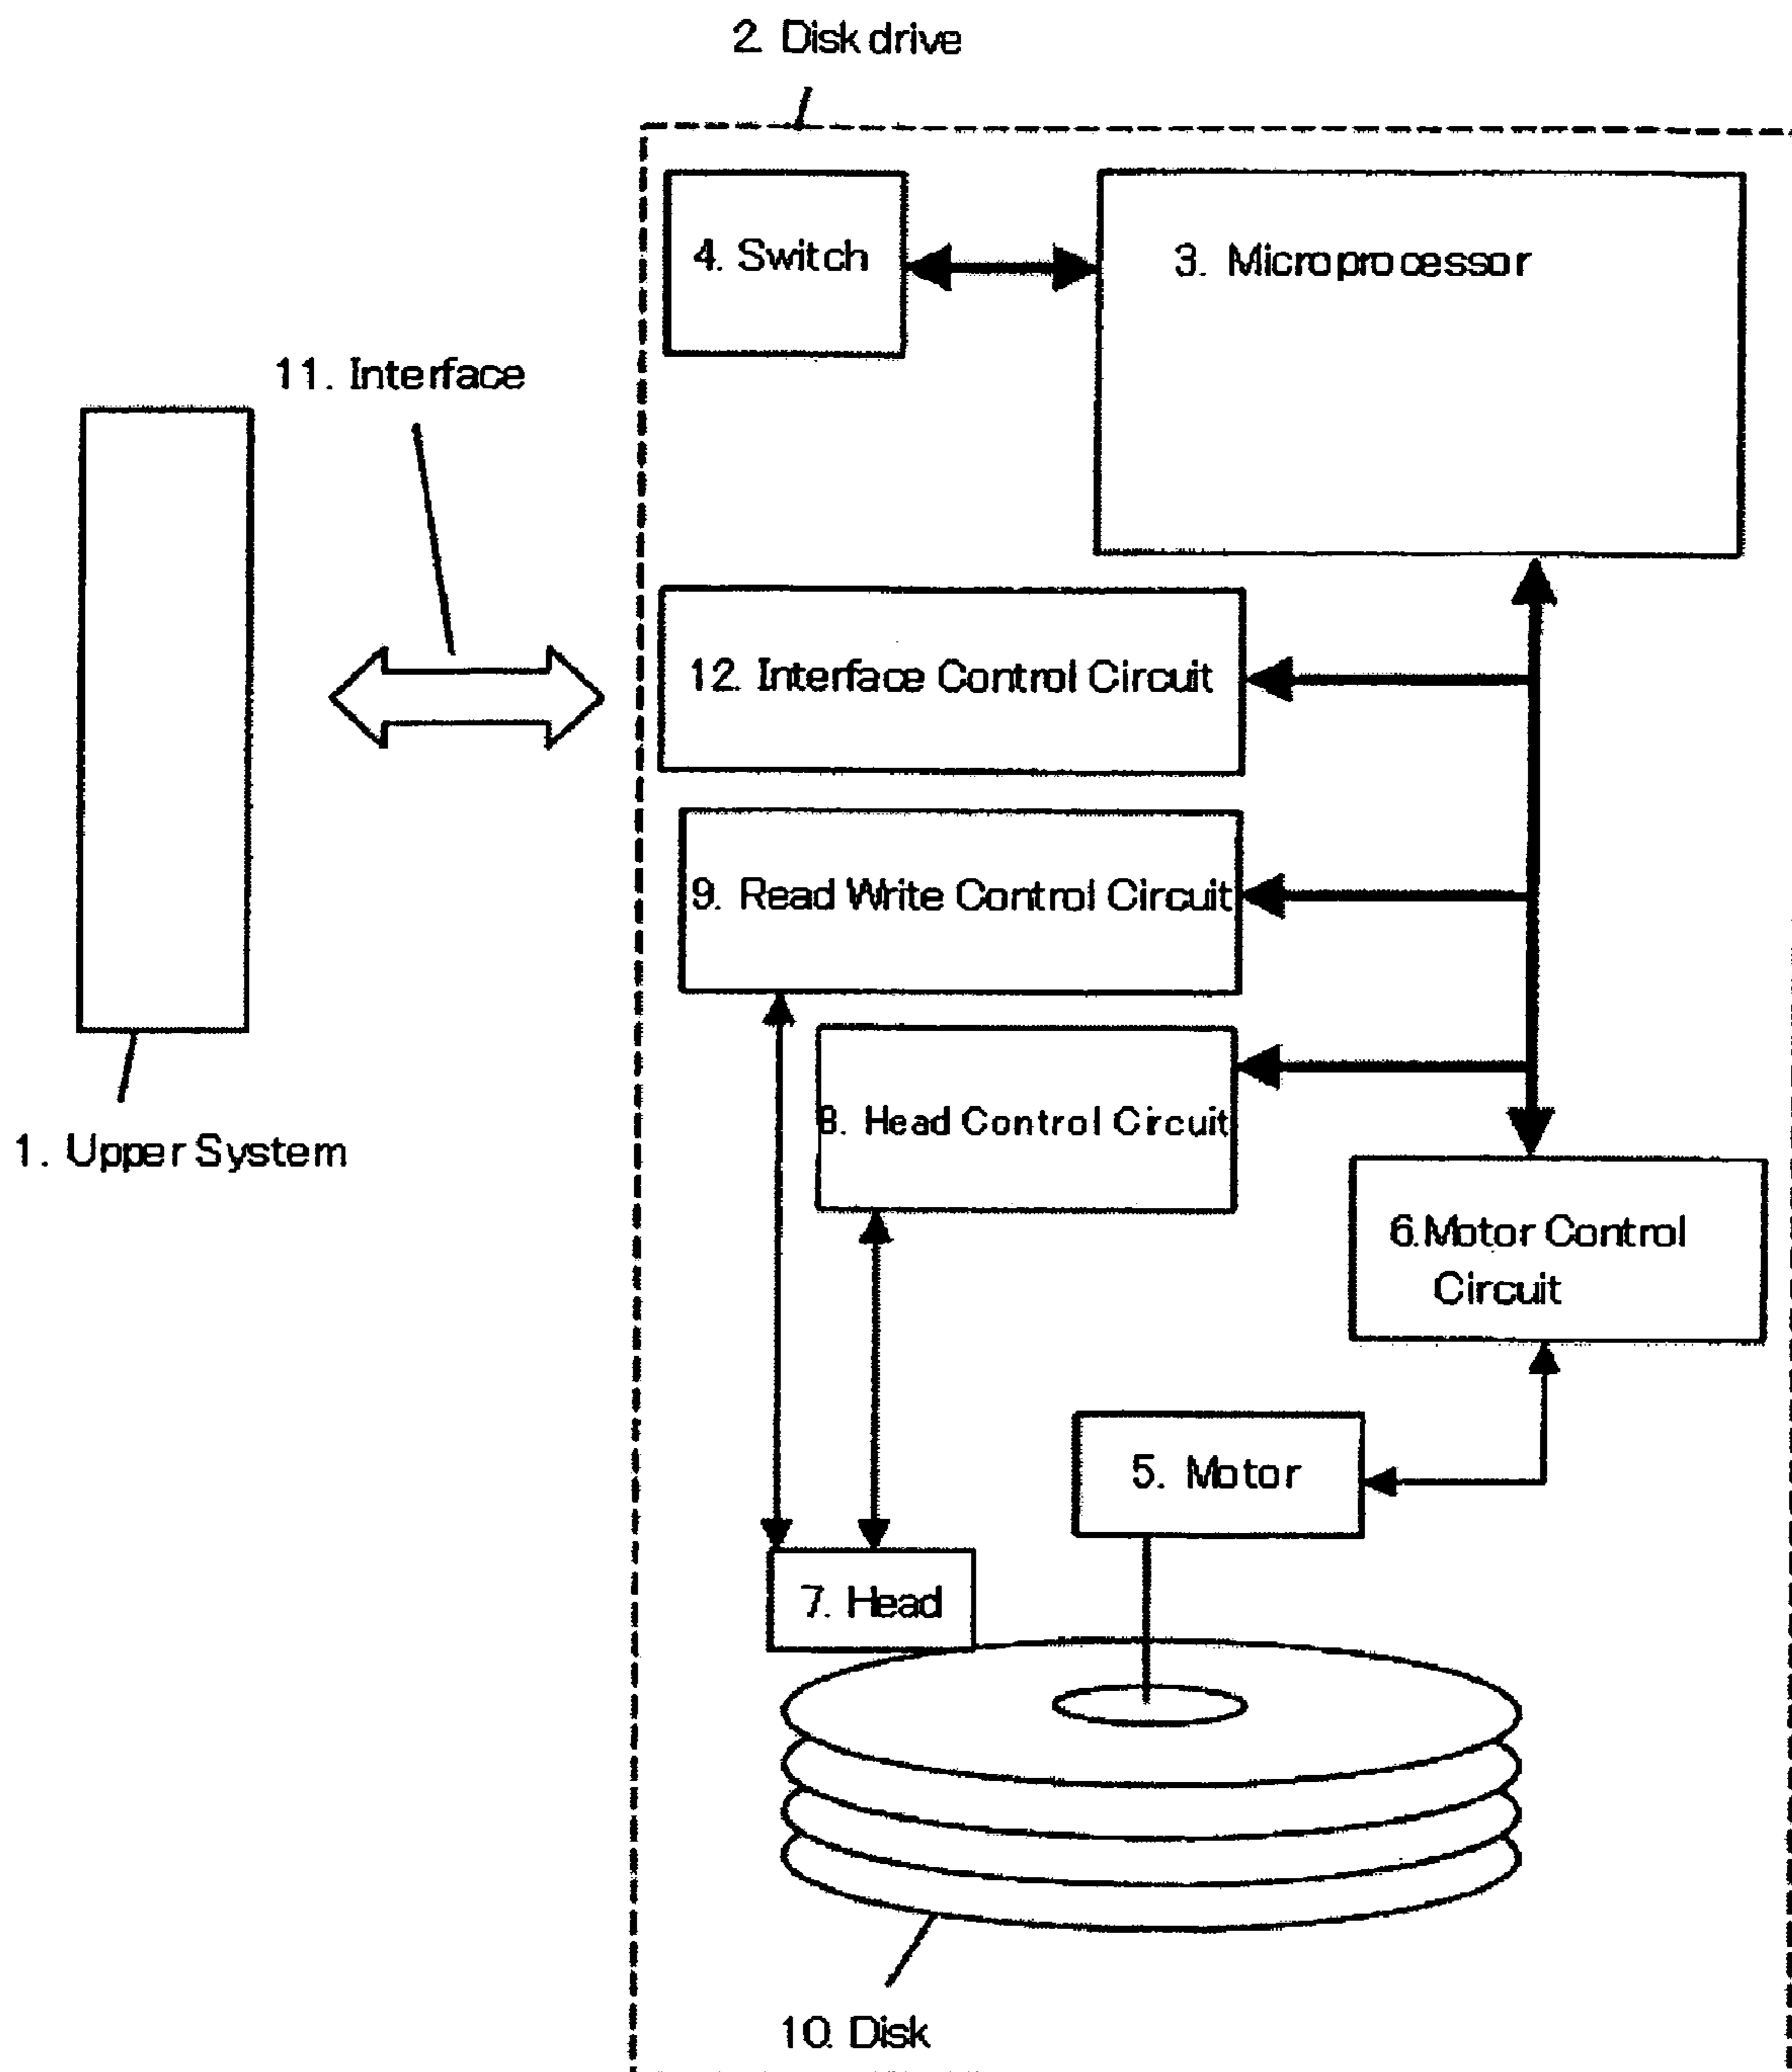 2. Disk drive
4. Switch
3. Microprocessor
11. Interface
12. Interface Control Circuit
9. Read Write Control Circuit
8. Head Control Circuit
1. Upper System
6.Motor Control
Circuit
5. Motor
7. Head
10. Disk